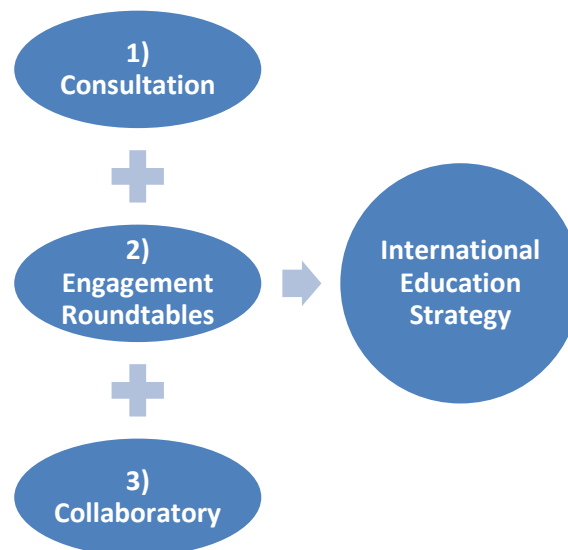 1)
Consultation
2)
Engagement
Roundtables
International
Education
Strategy
3)
Collaboratory